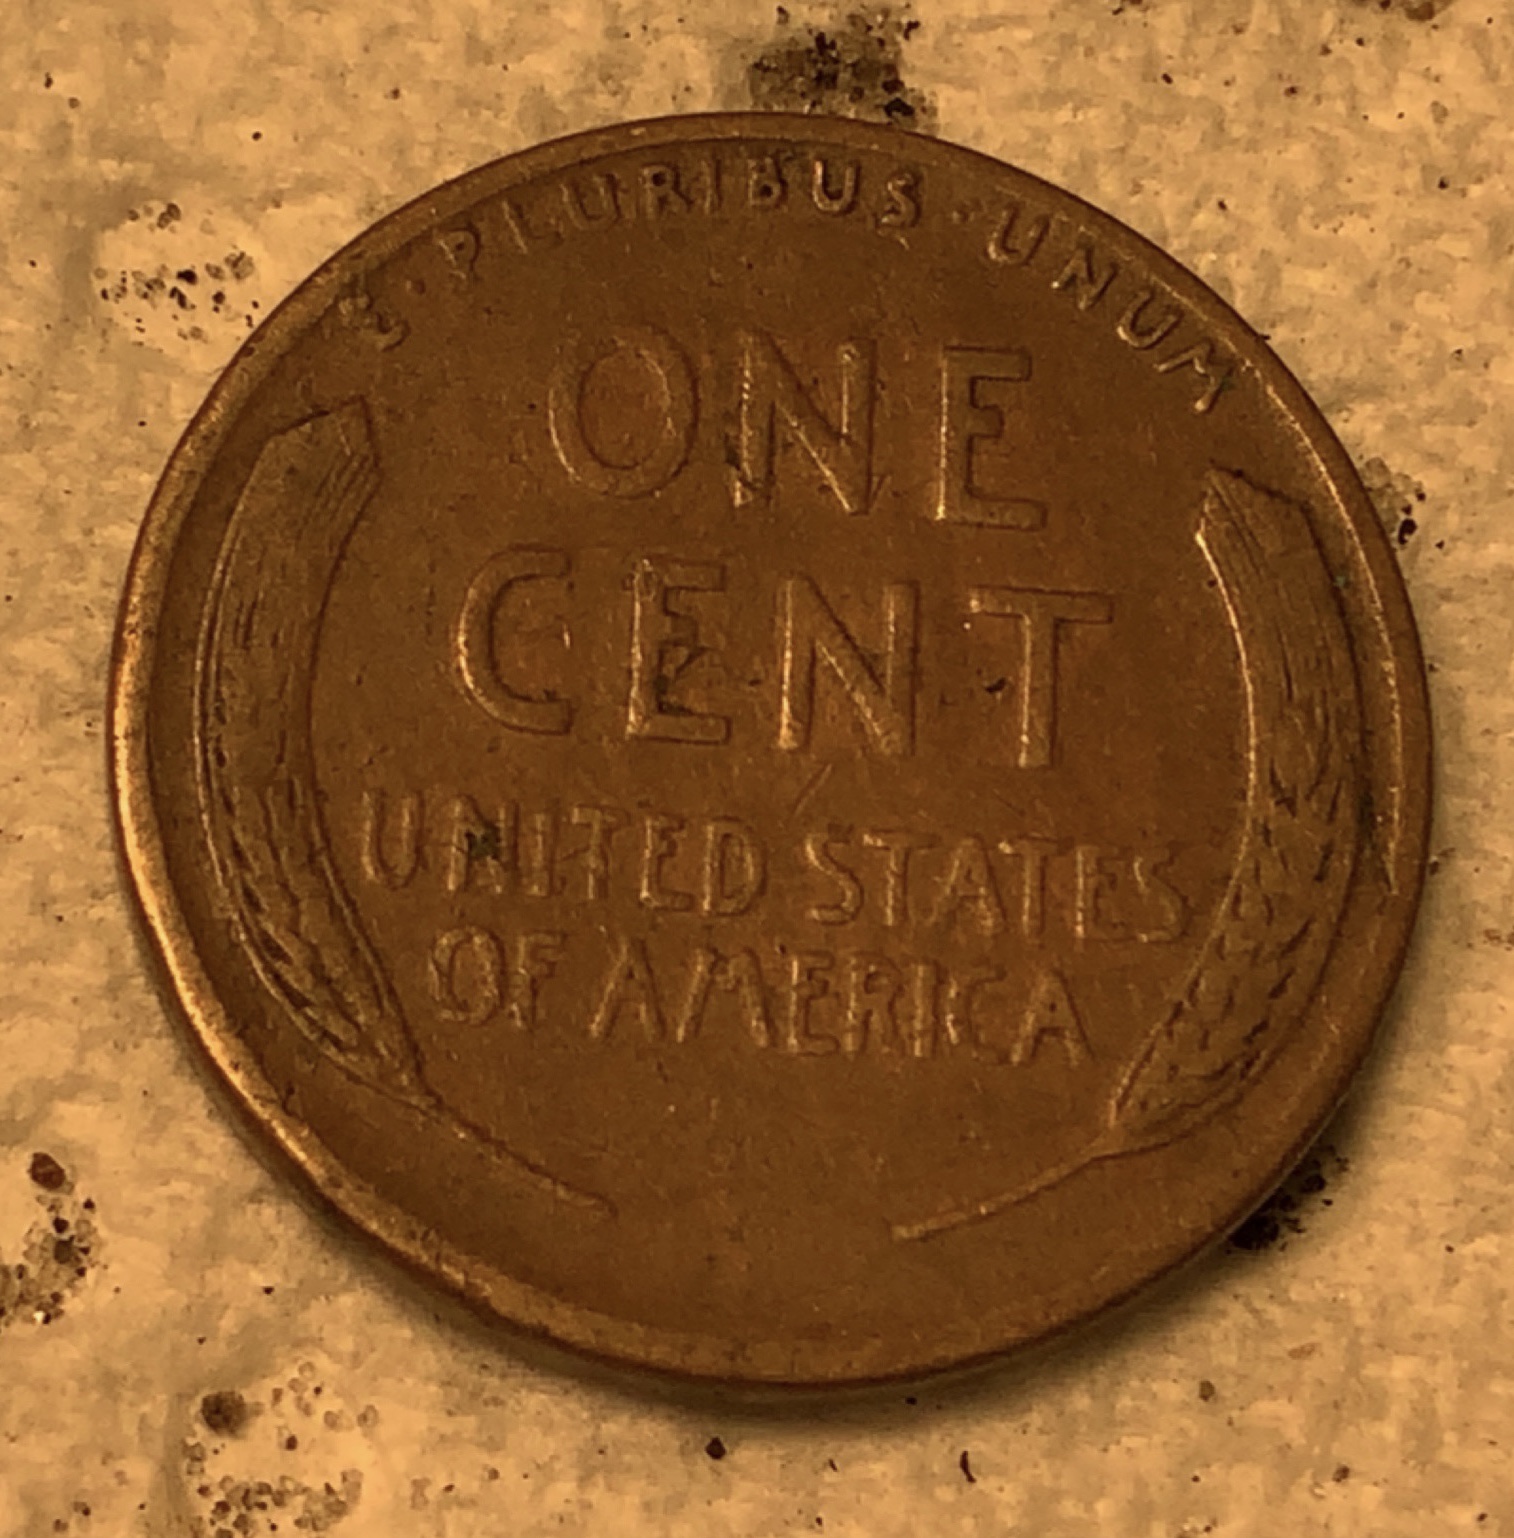 E·PLURIBUS·UNUM
ONE
CENT
UNITED STATES
OF AMERICA